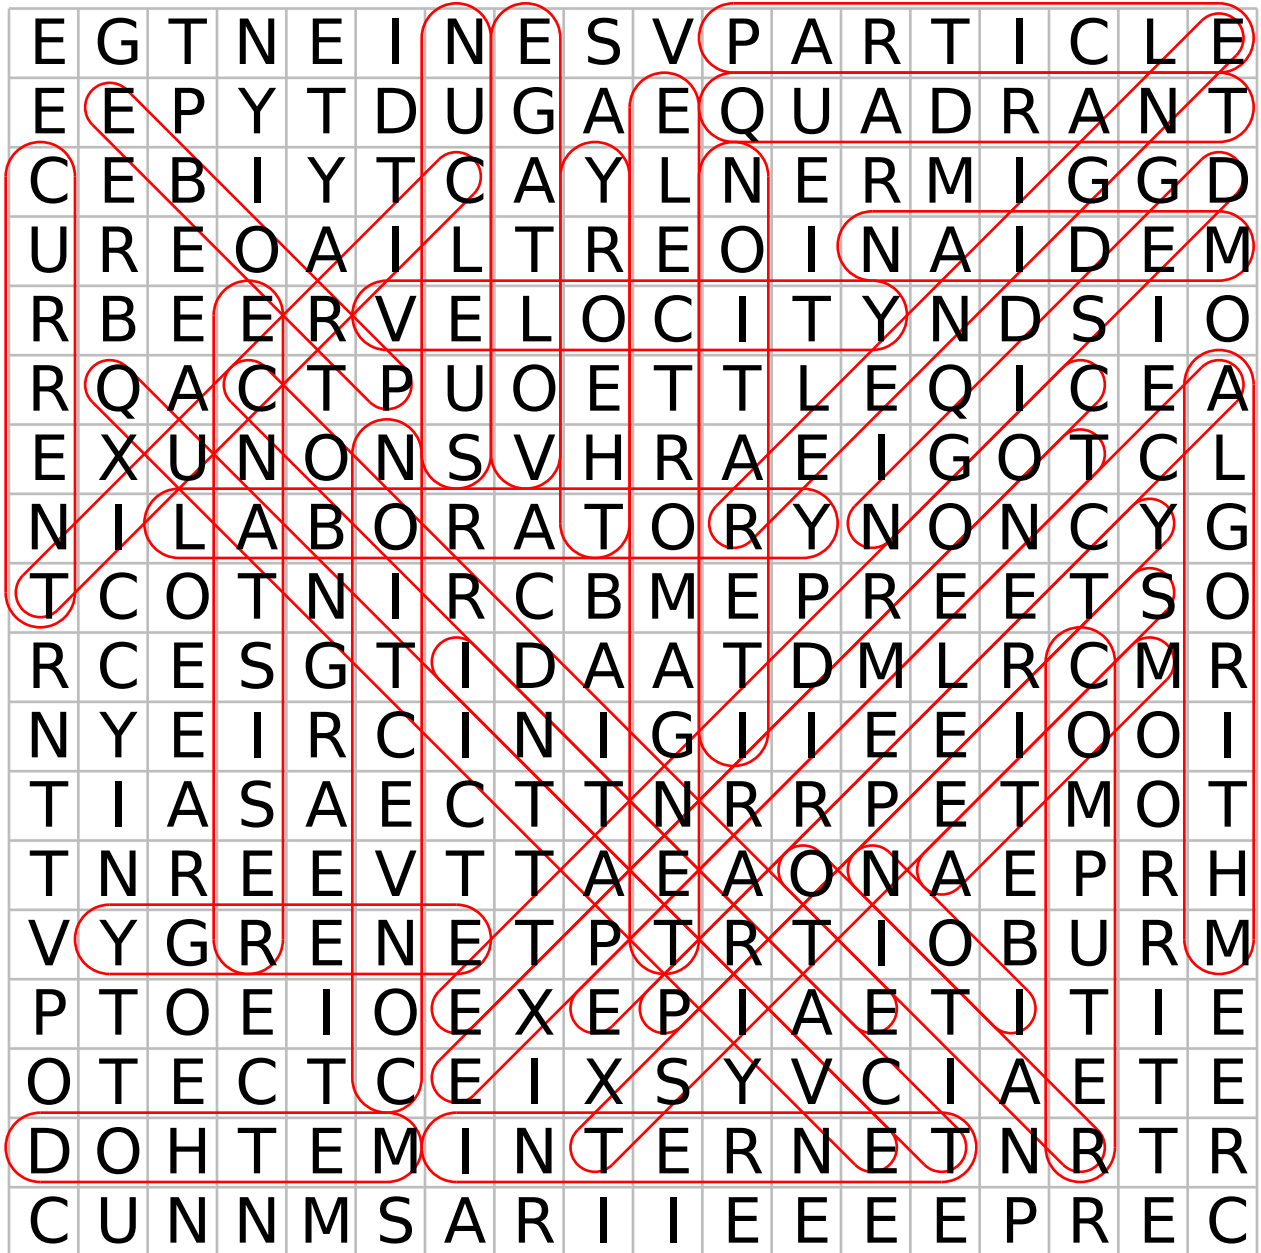 E G T N E I N E S V P A R T I C L E
E E P Y T D U G A E Q U A D R A N T
C E B I Y T C A Y L N E R M I G G D
U R E O A I L T R E O I N A I D E M
R B E E R V E L O C I T Y N D S I O
R Q A C T P U O E T T L E Q I C E A
E X U N O N S V H R A E I G O T C L
N I L A B O R A T O R Y N O N C Y G
T C O T N I R C B M E P R E E T S O
R C E S G T I D A A T D M L R C M R
N Y E I R C I N I G I I E E I O O I
T I A S A E C T T N R R P E T M O T
T N R E E V T T A E A O N A E P R H
V Y G R E N E T P T R T I O B U R M
P T O E I O E X E P I A E T I T I E
O T E C T C E I X S Y V C I A E T E
D O H T E M I N T E R N E T N R T R
C U N N M S A R I I E E E E P R E C